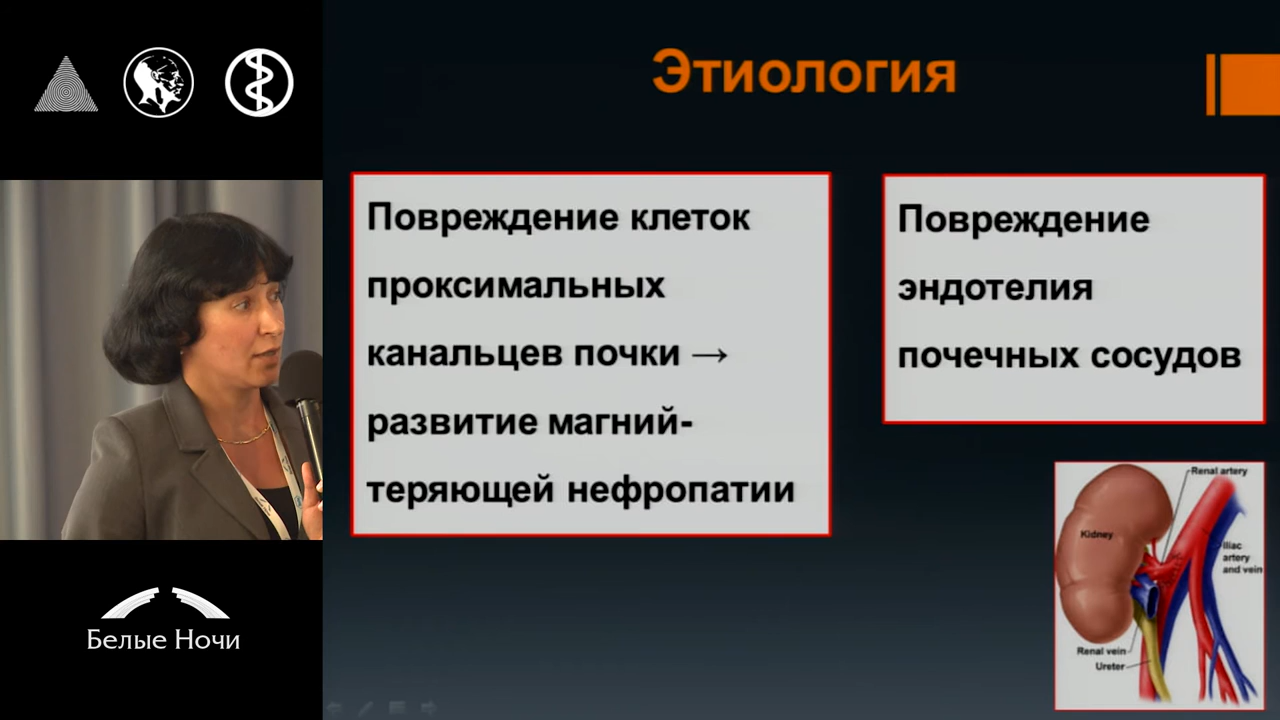 Этиология
Повреждение клеток
проксимальных
канальцев почки →
развитие магний-
теряющей нефропатии
Повреждение
эндотелия
почечных сосудов
Renal artery
Kidney
Iliac
artery
and vein
Renal vein
Ureter
Белые Ночи